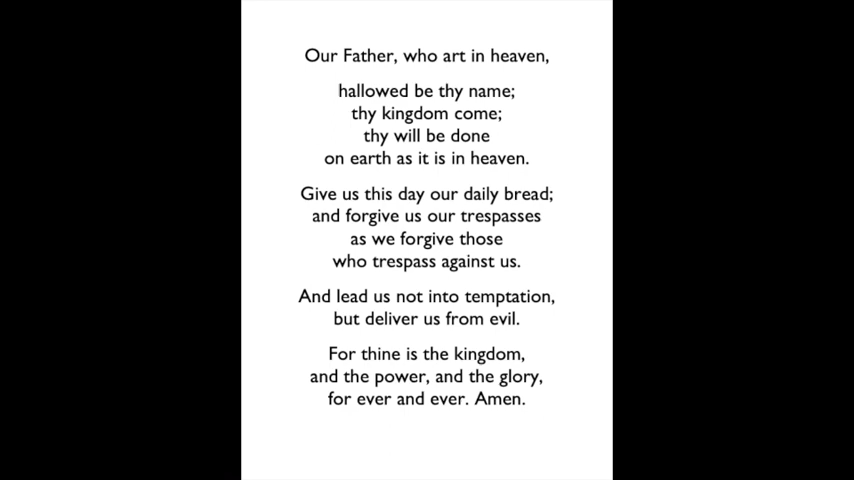 Our Father, who art in heaven,
hallowed be thy name;
thy kingdom come;
thy will be done
on earth as it is in heaven.
Give us this day our daily bread;
and forgive us our trespasses
as we forgive those
who trespass against us.
And lead us not into temptation,
but deliver us from evil.
For thine is the kingdom,
and the power, and the glory,
for ever and ever. Amen.